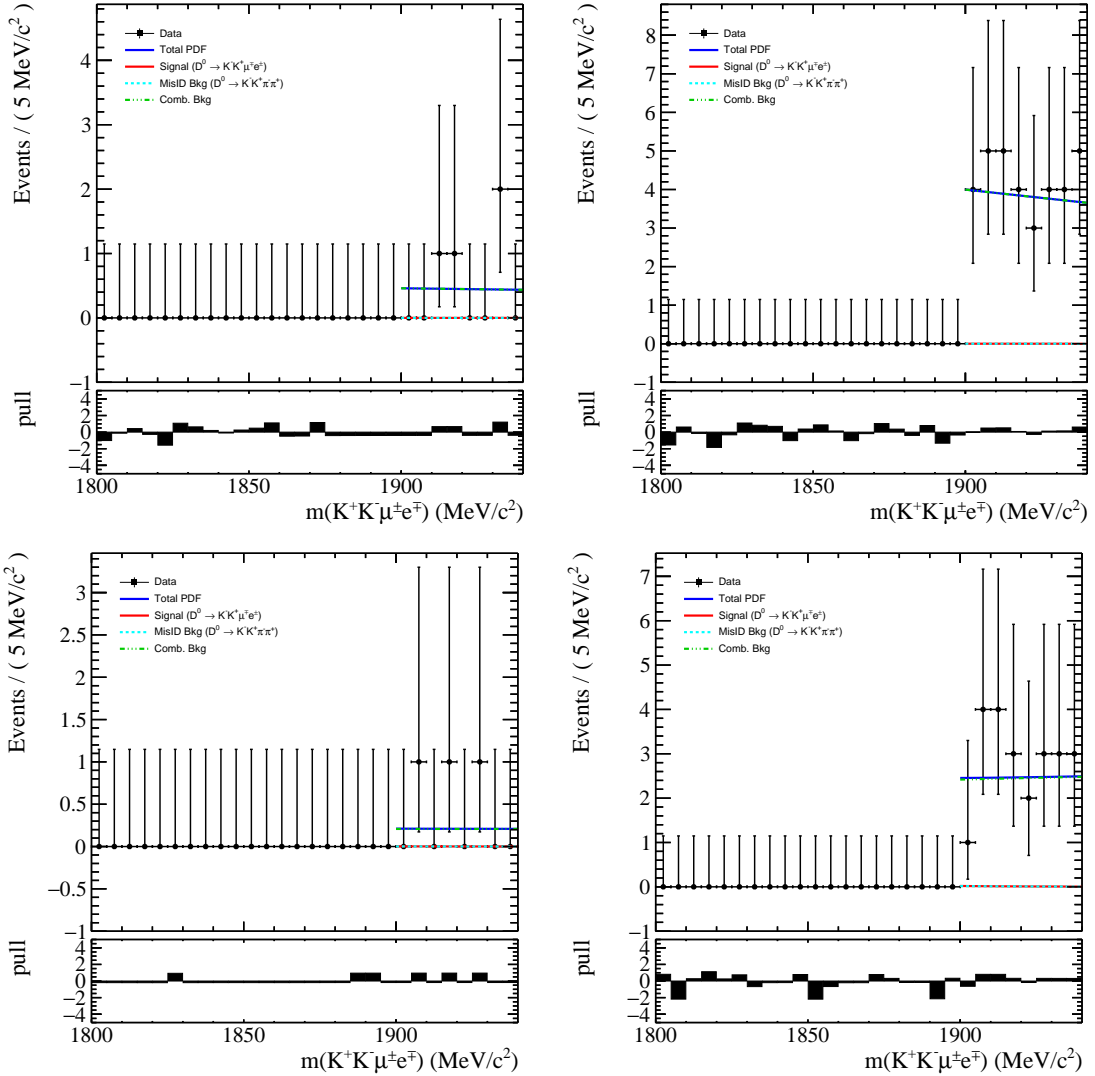 Events / ( 5 MeV/c² )
4
3
2
1
0
−1
Data
Total PDF
Signal (D⁰ → K⁻K⁺μ∓e±)
MisID Bkg (D⁰ → K⁻K⁺π⁻π⁺)
Comb. Bkg
pull
4
2
0
−2
−4
1800 1850 1900
m(K⁺K⁻μ±e∓) (MeV/c²)
Events / ( 5 MeV/c² )
8
7
6
5
4
3
2
1
0
−1
Data
Total PDF
Signal (D⁰ → K⁻K⁺μ∓e±)
MisID Bkg (D⁰ → K⁻K⁺π⁻π⁺)
Comb. Bkg
pull
4
2
0
−2
−4
1800 1850 1900
m(K⁺K⁻μ±e∓) (MeV/c²)
Events / ( 5 MeV/c² )
3
2.5
2
1.5
1
0.5
0
−0.5
−1
Data
Total PDF
Signal (D⁰ → K⁻K⁺μ∓e±)
MisID Bkg (D⁰ → K⁻K⁺π⁻π⁺)
Comb. Bkg
pull
4
2
0
−2
−4
1800 1850 1900
m(K⁺K⁻μ±e∓) (MeV/c²)
Events / ( 5 MeV/c² )
7
6
5
4
3
2
1
0
−1
Data
Total PDF
Signal (D⁰ → K⁻K⁺μ∓e±)
MisID Bkg (D⁰ → K⁻K⁺π⁻π⁺)
Comb. Bkg
pull
4
2
0
−2
−4
1800 1850 1900
m(K⁺K⁻μ±e∓) (MeV/c²)